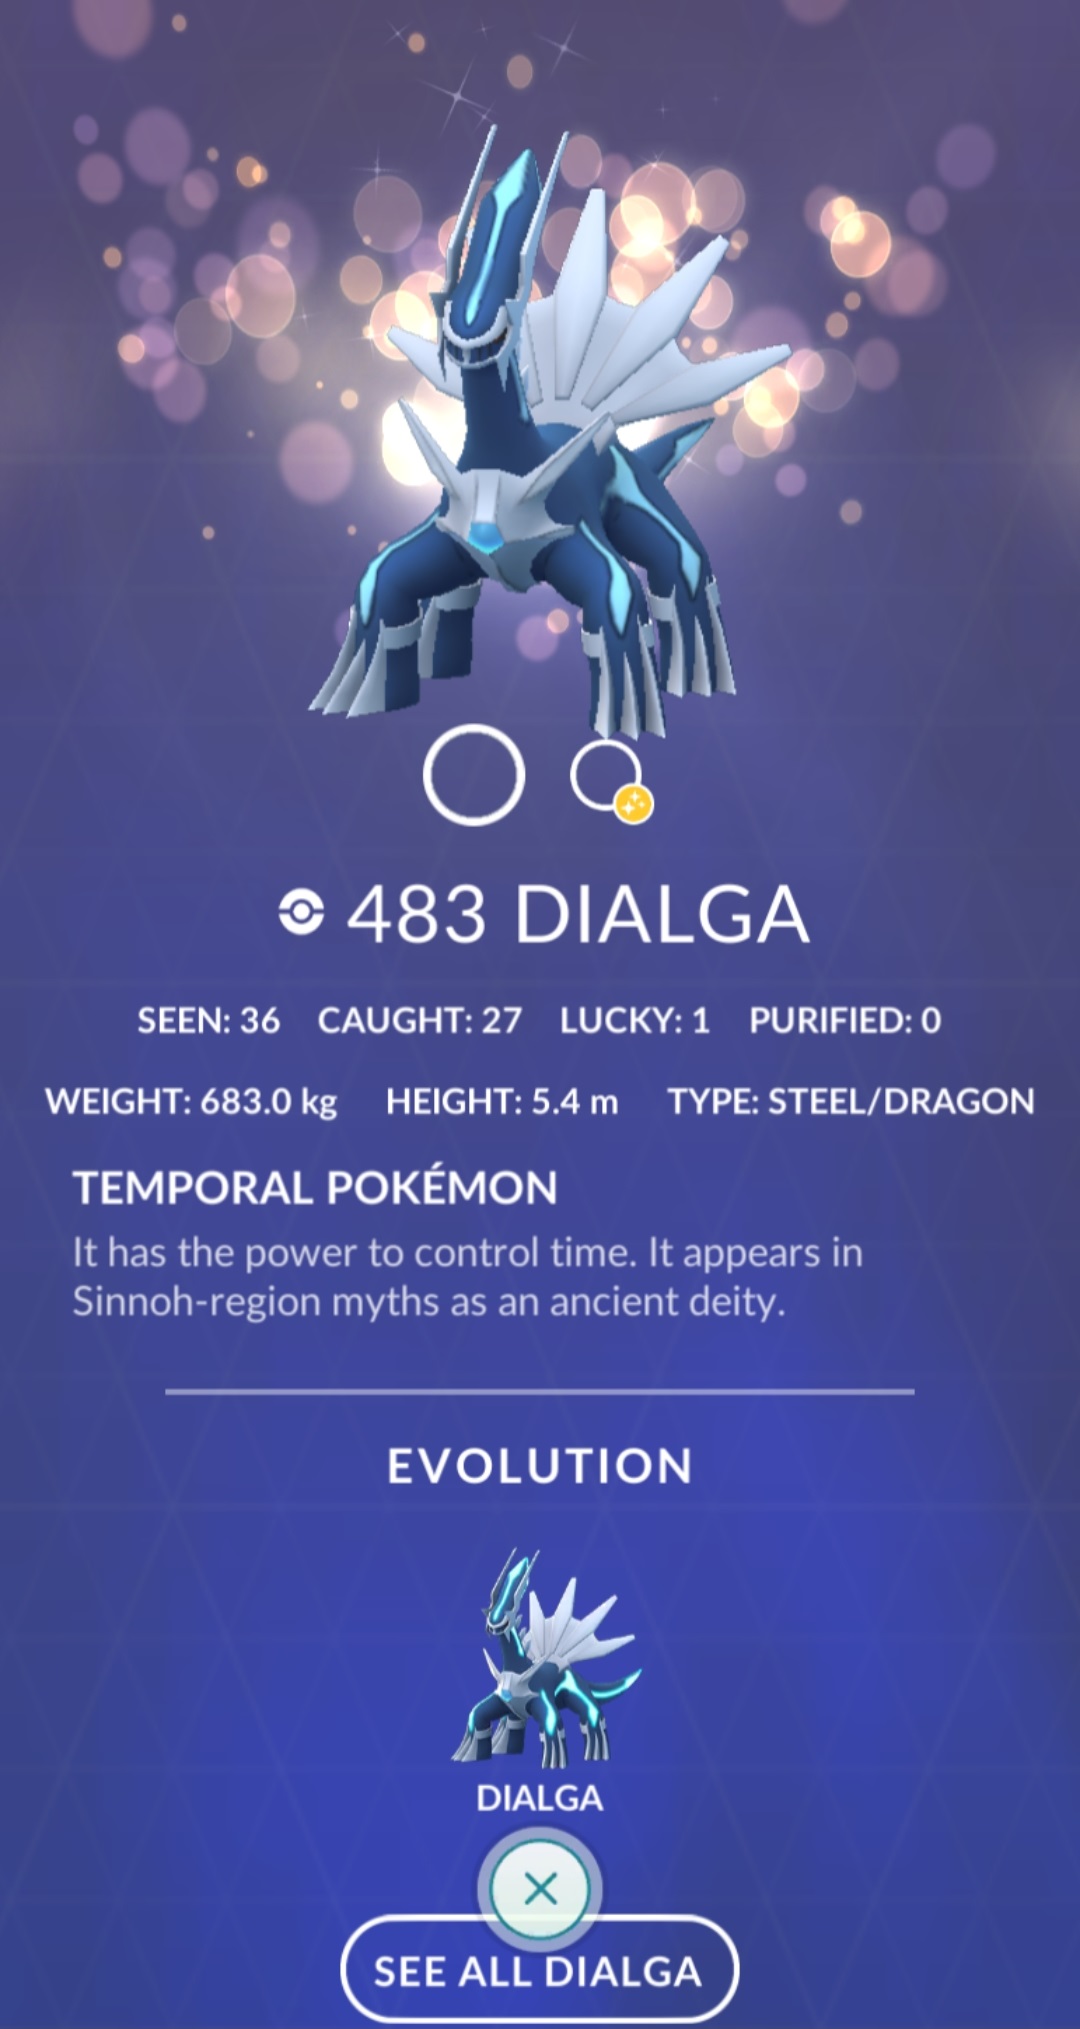 483 DIALGA
SEEN: 36 CAUGHT: 27 LUCKY: 1 PURIFIED: 0
WEIGHT: 683.0 kg HEIGHT: 5.4 m TYPE: STEEL/DRAGON
TEMPORAL POKÉMON
It has the power to control time. It appears in
Sinnoh-region myths as an ancient deity.
EVOLUTION
DIALGA
SEE ALL DIALGA